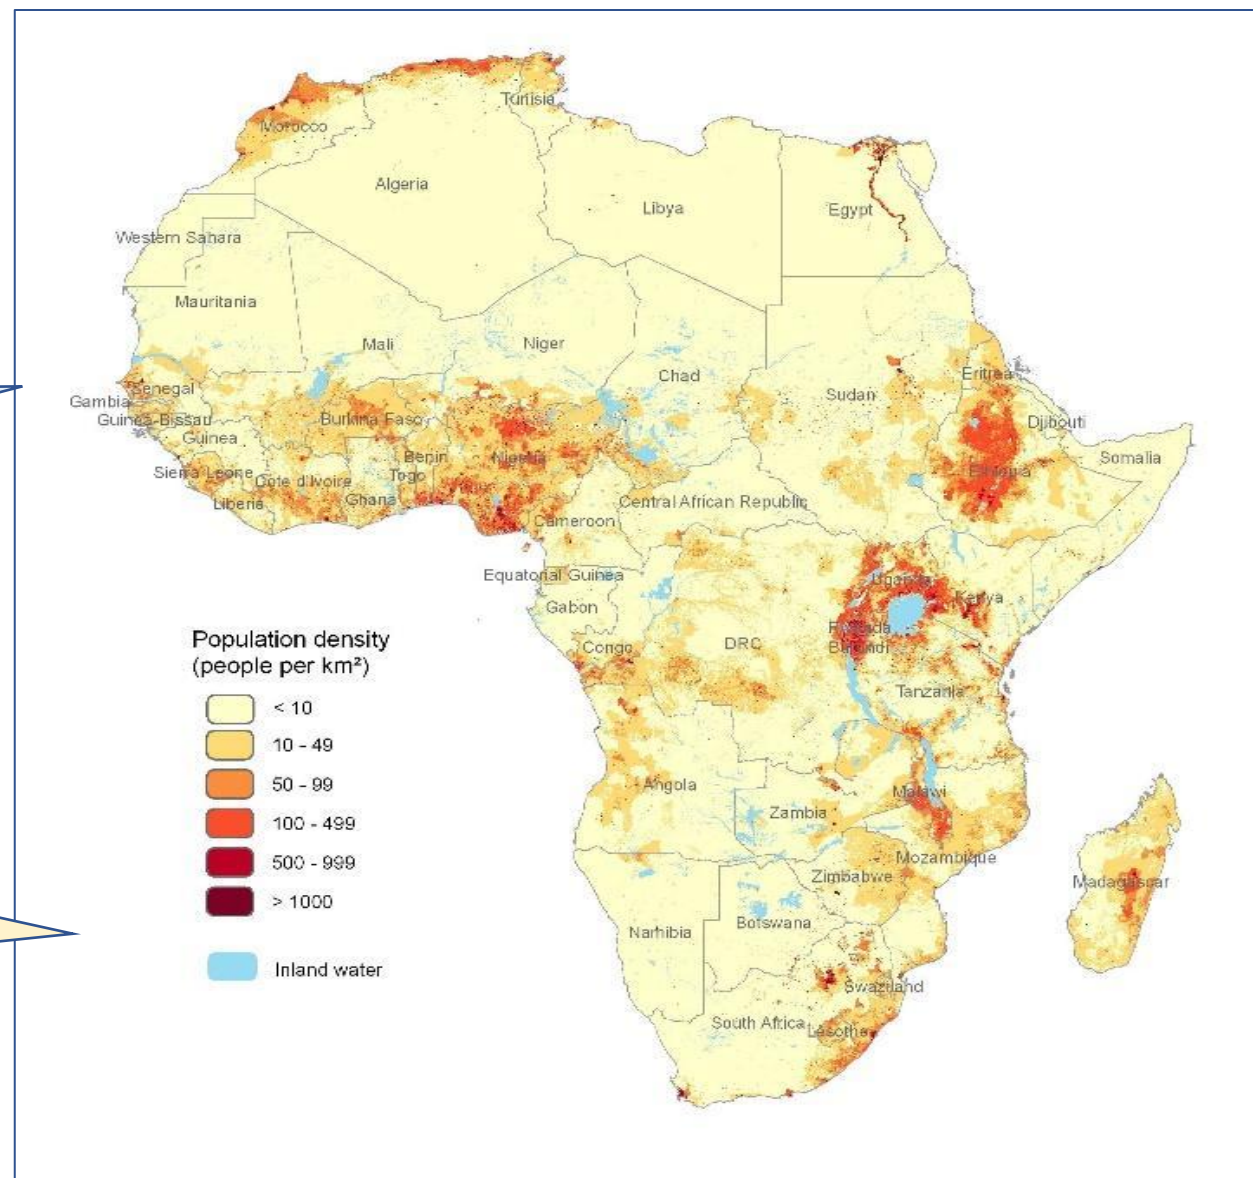 Tunisia
Morocco
Algeria
Libya
Egypt
Western Sahara
Mauritania
Mali
Niger
Chad
Sudan
Eritrea
Senegal
Gambia
Guinea-Bissau
Burkina Faso
Djibouti
Guinea
Benin
Nigeria
Somalia
Sierra Leone
Cote d'Ivoire
Togo
Ethiopia
Liberia
Ghana
Central African Republic
Cameroon
Equatorial Guinea
Uganda
Kenya
Gabon
Rwanda
Congo
DRC
Burundi
Tanzania
Population density
(people per km²)
< 10
10 - 49
50 - 99
100 - 499
500 - 999
> 1000
Inland water
Angola
Malawi
Zambia
Mozambique
Zimbabwe
Madagascar
Namibia
Botswana
Swaziland
South Africa
Lesotho